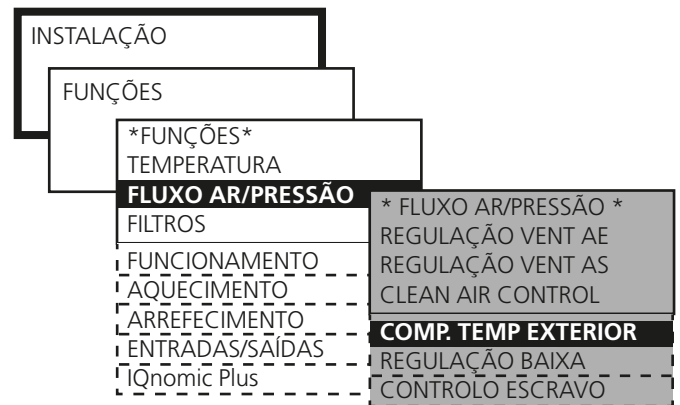 INSTALAÇÃO
FUNÇÕES
*FUNÇÕES*
TEMPERATURA
FLUXO AR/PRESSÃO
FILTROS
FUNCIONAMENTO
AQUECIMENTO
ARREFECIMENTO
ENTRADAS/SAÍDAS
IQnomic Plus
* FLUXO AR/PRESSÃO *
REGULAÇÃO VENT AE
REGULAÇÃO VENT AS
CLEAN AIR CONTROL
COMP. TEMP EXTERIOR
REGULAÇÃO BAIXA
CONTROLO ESCRAVO